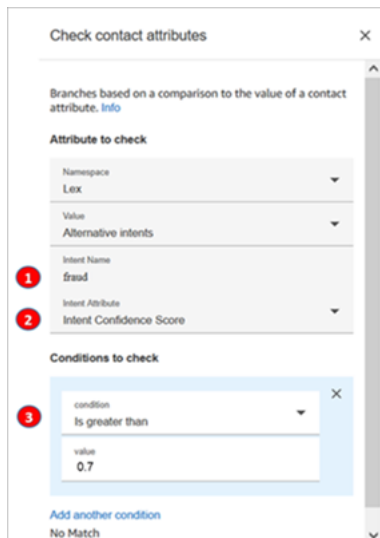 Check contact attributes
Branches based on a comparison to the value of a contact
attribute. Info
Attribute to check
Namespace
Lex
Value
Alternative intents
1
Intent Name
fraud
2
Intent Attribute
Intent Confidence Score
Conditions to check
3
condition
Is greater than
value
0.7
Add another condition
No Match